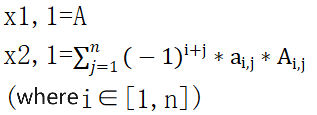 x1, 1=A
x2, 1=∑_{j=1}^{n} (−1)^{i+j} * a_{i,j} * A_{i,j}
(where i ∈ [1, n])